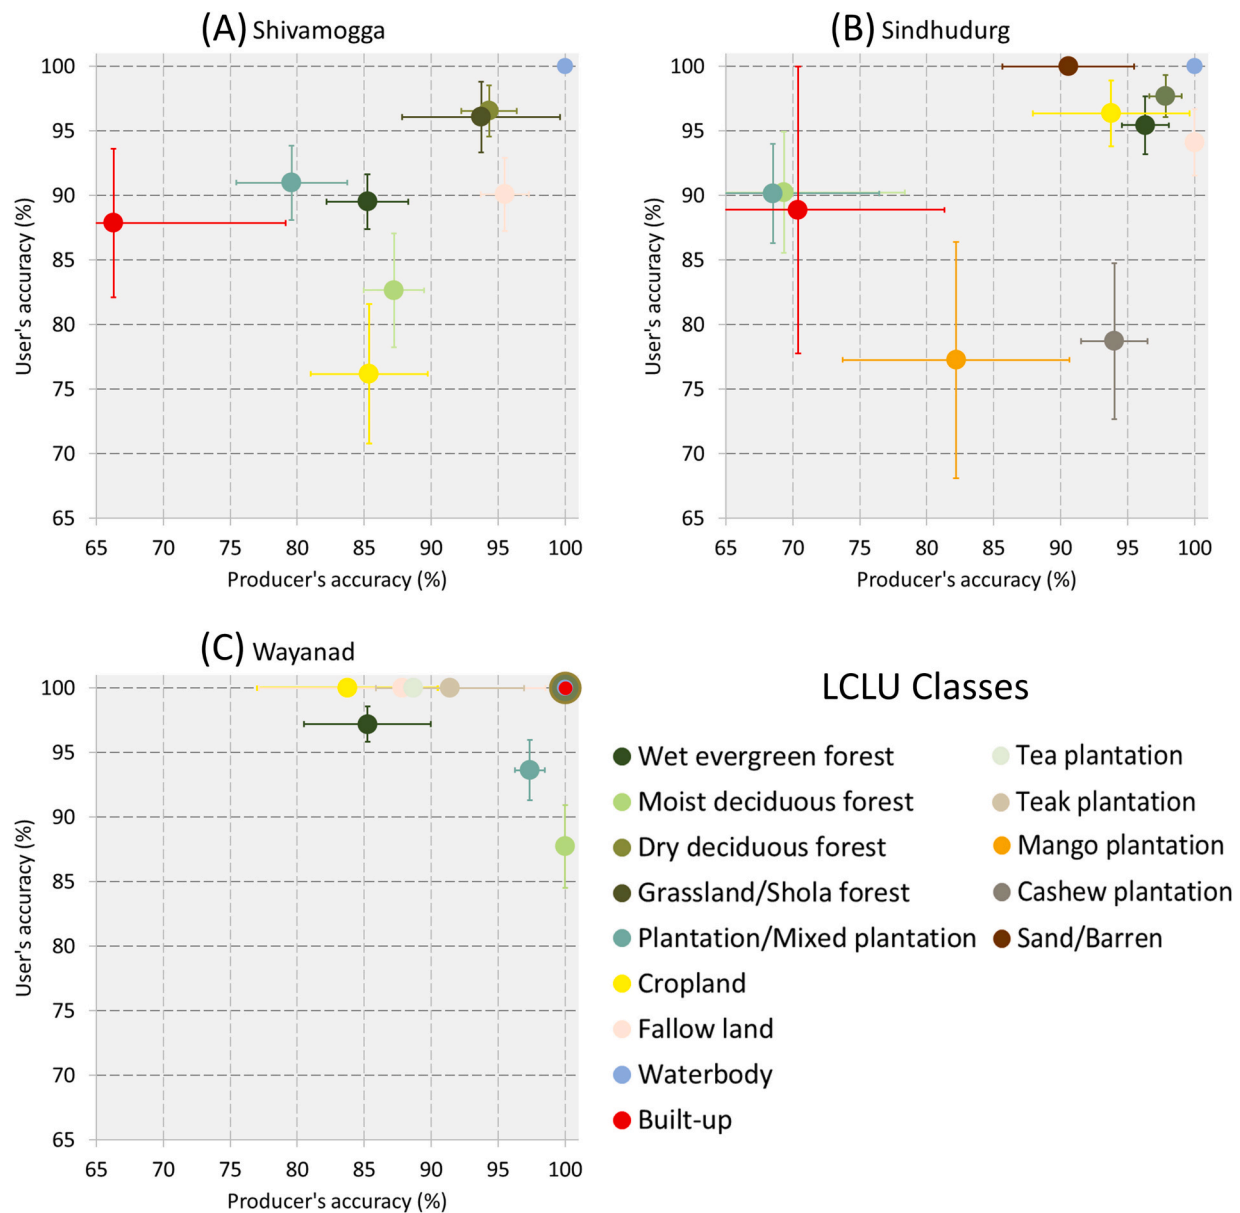 (A) Shivamogga
100
95
90
85
80
75
70
65
User's accuracy (%)
65 70 75 80 85 90 95 100
Producer's accuracy (%)
(B) Sindhudurg
100
95
90
85
80
75
70
65
User's accuracy (%)
65 70 75 80 85 90 95 100
Producer's accuracy (%)
(C) Wayanad
100
95
90
85
80
75
70
65
User's accuracy (%)
65 70 75 80 85 90 95 100
Producer's accuracy (%)
LCLU Classes
Wet evergreen forest
Moist deciduous forest
Dry deciduous forest
Grassland/Shola forest
Plantation/Mixed plantation
Cropland
Fallow land
Waterbody
Built-up
Tea plantation
Teak plantation
Mango plantation
Cashew plantation
Sand/Barren